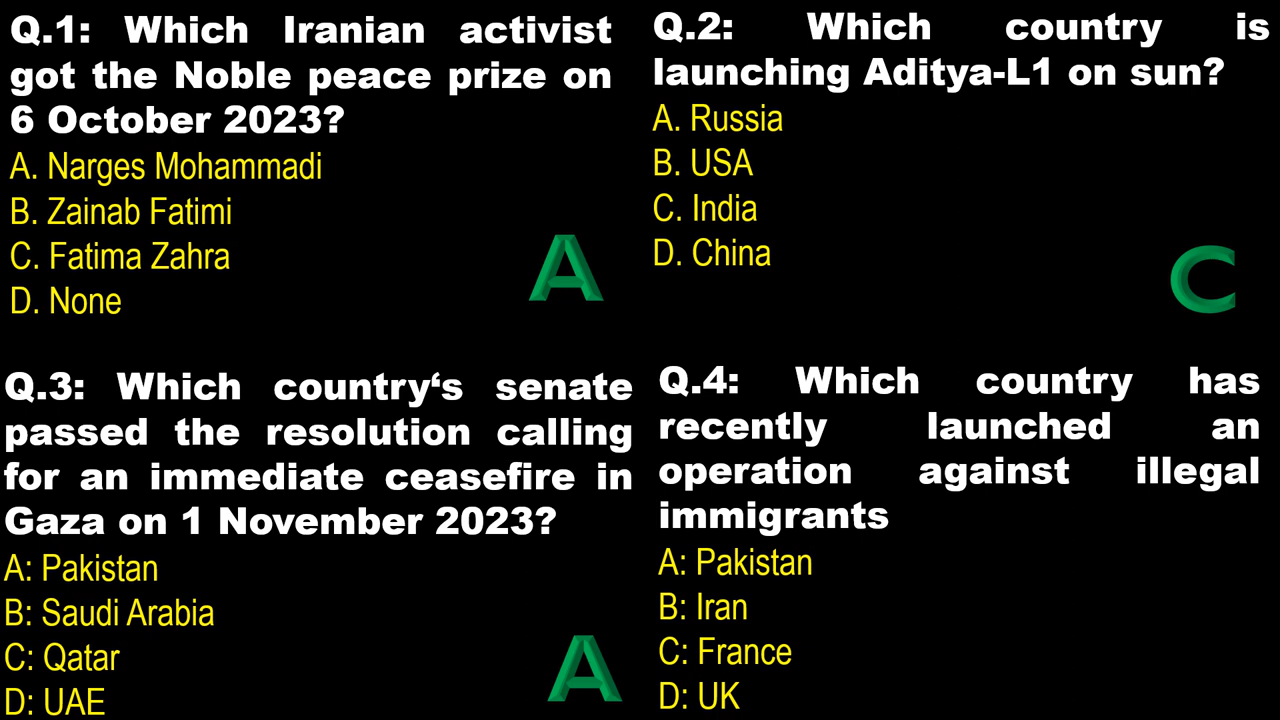 Q.1: Which Iranian activist
got the Noble peace prize on
6 October 2023?
A. Narges Mohammadi
B. Zainab Fatimi
C. Fatima Zahra
D. None
A
Q.2: Which country is
launching Aditya-L1 on sun?
A. Russia
B. USA
C. India
D. China
C
Q.3: Which country‘s senate
passed the resolution calling
for an immediate ceasefire in
Gaza on 1 November 2023?
A: Pakistan
B: Saudi Arabia
C: Qatar
D: UAE
A
Q.4: Which country has
recently launched an
operation against illegal
immigrants
A: Pakistan
B: Iran
C: France
D: UK